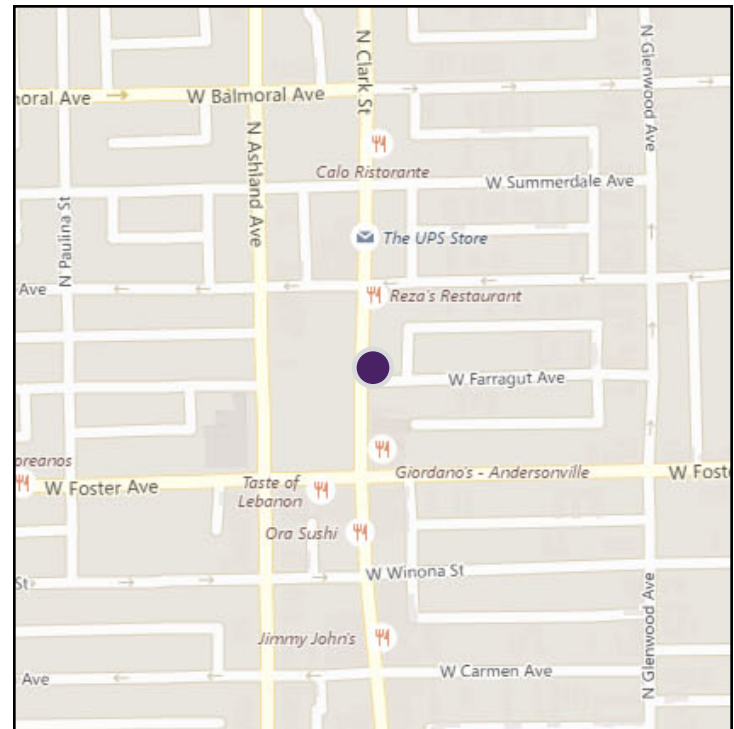 N Clark St
N Glenwood Ave
oral Ave
W Balmoral Ave
N Ashland Ave
Calo Ristorante
W Summerdale Ave
N Paulina St
The UPS Store
Ave
Reza's Restaurant
W Farragut Ave
oreanos
Giordano's - Andersonville
W Fost
W Foster Ave
Taste of
Lebanon
Ora Sushi
W Winona St
St
N Glenwood Ave
Jimmy John's
W Carmen Ave
Ave